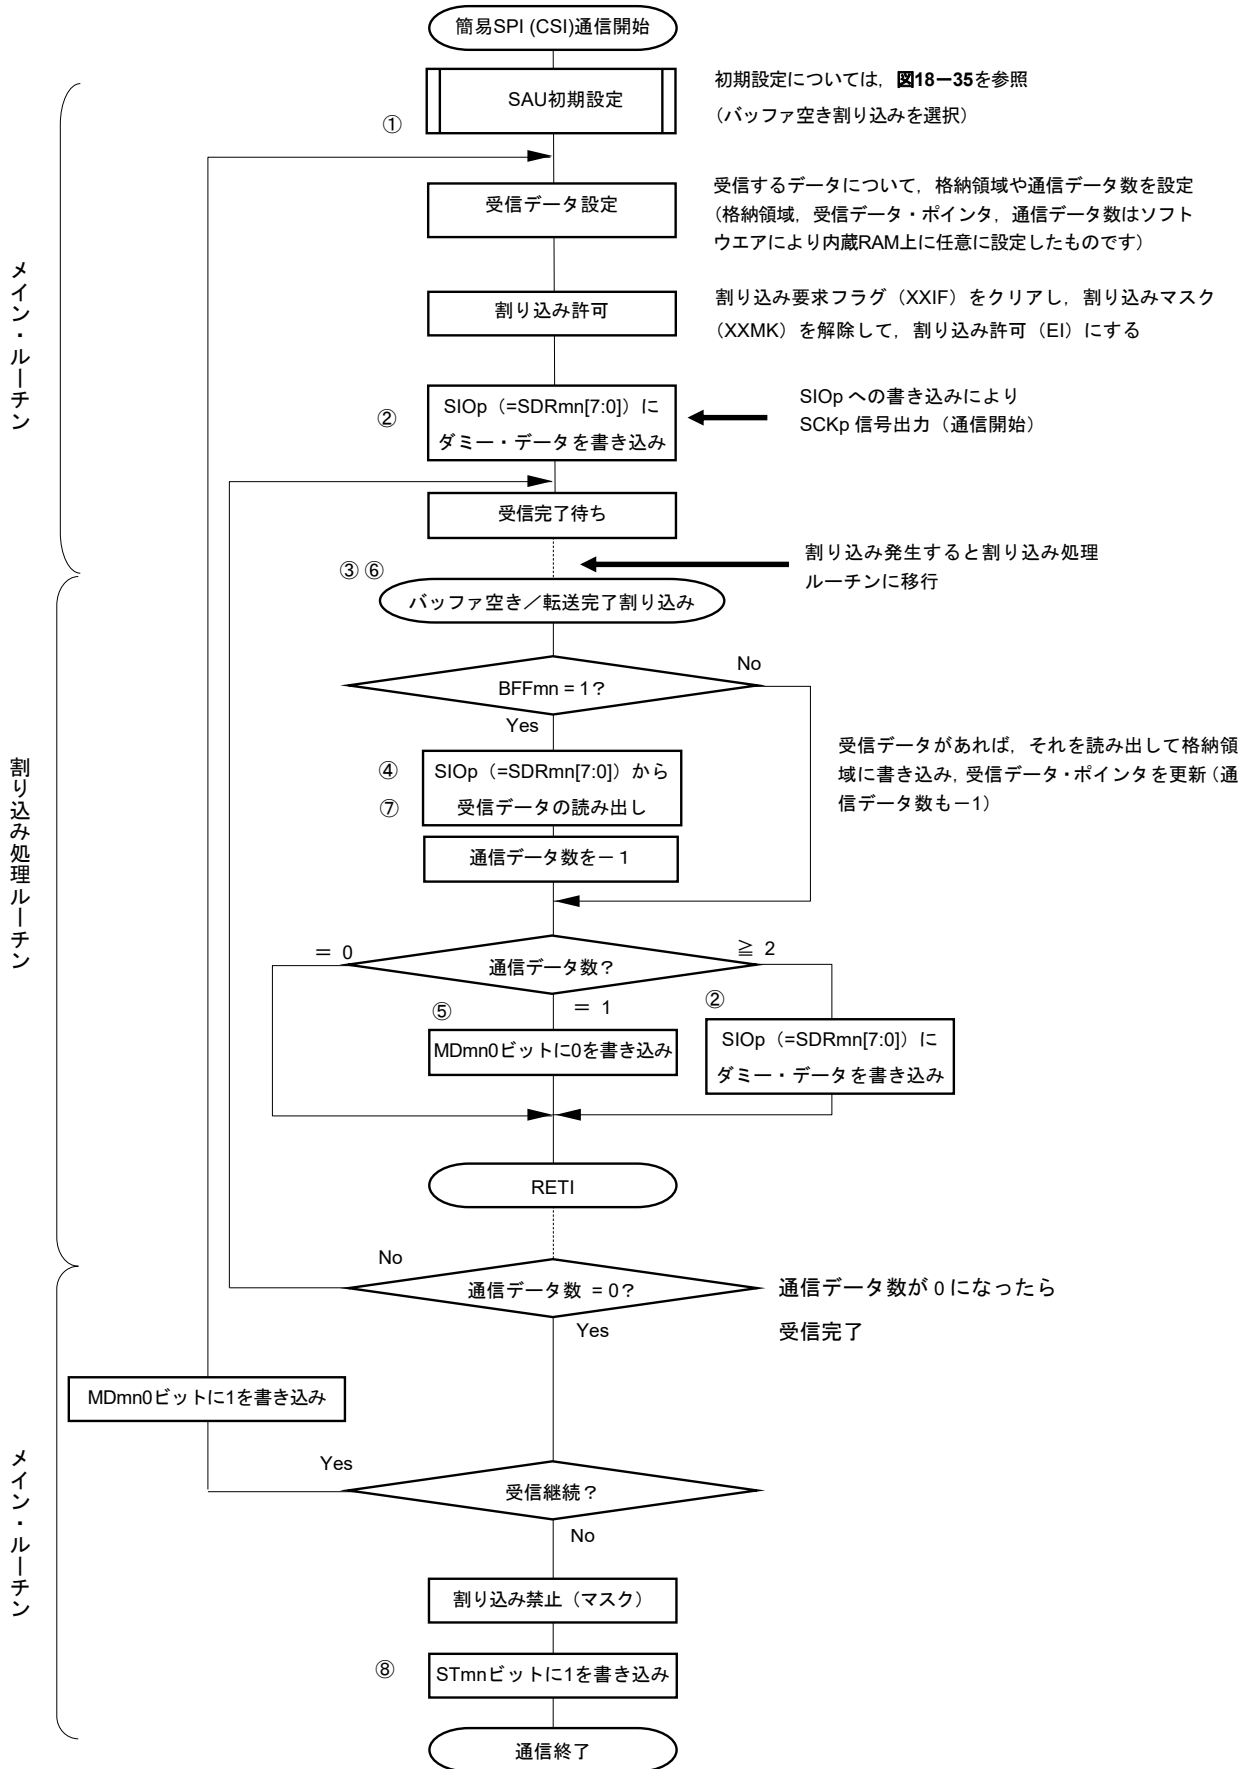 簡易SPI (CSI)通信開始
SAU初期設定
初期設定については，図18－35を参照
（バッファ空き割り込みを選択）
①
受信データ設定
受信するデータについて，格納領域や通信データ数を設定
（格納領域，受信データ・ポインタ，通信データ数はソフト
ウエアにより内蔵RAM上に任意に設定したものです）
メイン・ルーチン
割り込み許可
割り込み要求フラグ（XXIF）をクリアし，割り込みマスク
（XXMK）を解除して，割り込み許可（EI）にする
②
SIOp（=SDRmn[7:0]）に
ダミー・データを書き込み
SIOp への書き込みにより
SCKp 信号出力（通信開始）
受信完了待ち
割り込み発生すると割り込み処理
ルーチンに移行
③ ⑥
バッファ空き／転送完了割り込み
BFFmn = 1？
No
Yes
④
⑦
SIOp（=SDRmn[7:0]）から
受信データの読み出し
受信データがあれば，それを読み出して格納領
域に書き込み，受信データ・ポインタを更新（通
信データ数も－1）
割り込み処理ルーチン
通信データ数を－１
通信データ数？
＝ 0
≧ 2
＝ 1
⑤
MDmn0ビットに0を書き込み
②
SIOp（=SDRmn[7:0]）に
ダミー・データを書き込み
RETI
通信データ数 = 0？
No
Yes
通信データ数が 0 になったら
受信完了
MDmn0ビットに1を書き込み
メイン・ルーチン
受信継続？
Yes
No
割り込み禁止（マスク）
⑧
STmnビットに1を書き込み
通信終了